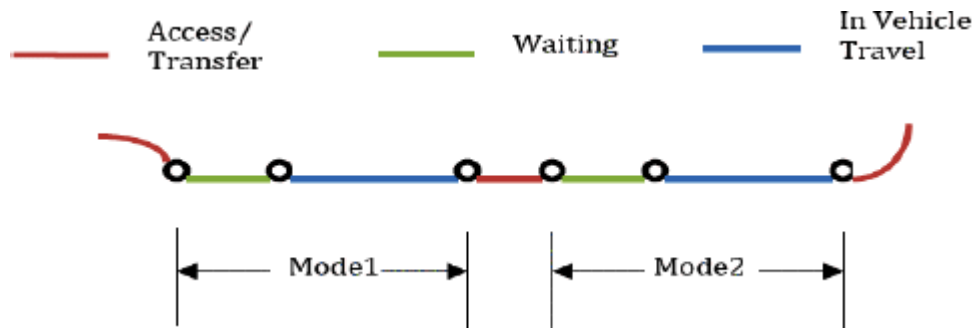 Access/
Transfer
Waiting
In Vehicle
Travel
Mode1
Mode2